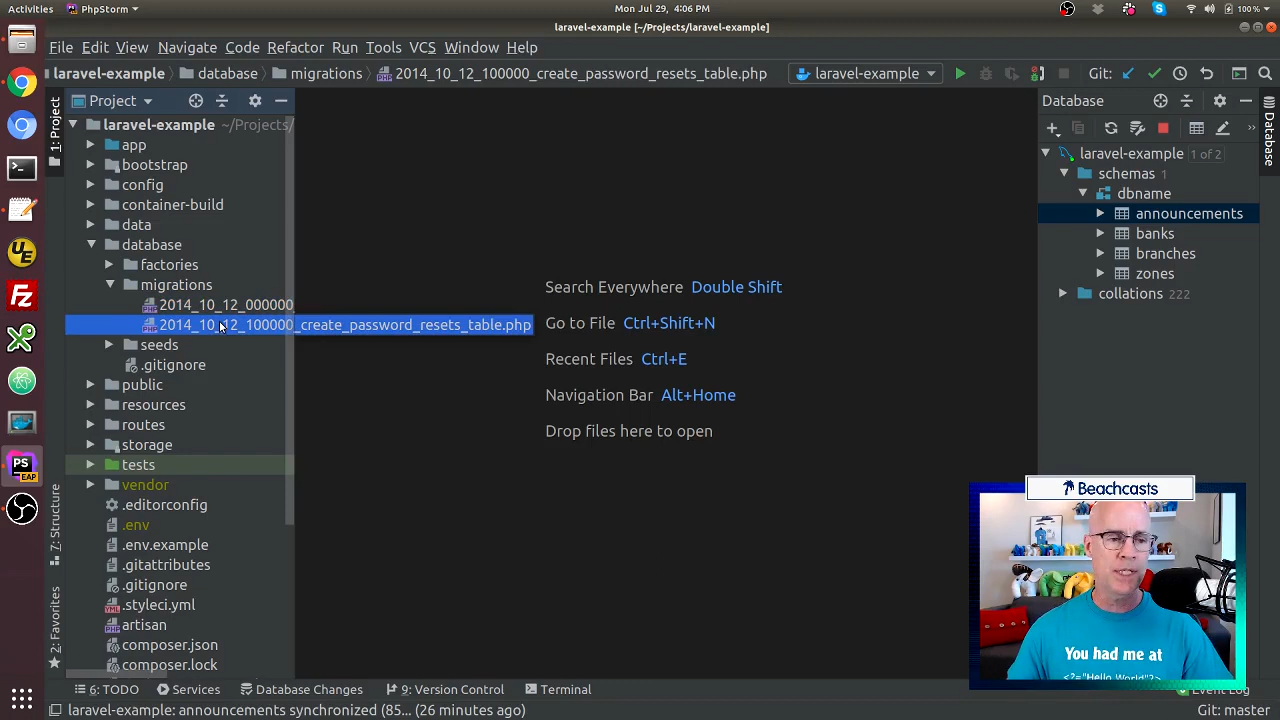 Activities
PhpStorm
Mon Jul 29, 4:06 PM
100%
laravel-example [~/Projects/laravel-example]
File Edit View Navigate Code Refactor Run Tools VCS Window Help
laravel-example database migrations 2014_10_12_100000_create_password_resets_table.php laravel-example Git:
1: Project
Project
laravel-example ~/Projects/
app
bootstrap
config
container-build
data
database
factories
migrations
2014_10_12_000000
2014_10_12_100000_create_password_resets_table.php
seeds
.gitignore
public
resources
routes
storage
tests
vendor
.editorconfig
.env
.env.example
.gitattributes
.gitignore
.styleci.yml
artisan
composer.json
composer.lock
7: Structure
2: Favorites
Search Everywhere Double Shift
Go to File Ctrl+Shift+N
Recent Files Ctrl+E
Navigation Bar Alt+Home
Drop files here to open
Database
Database
laravel-example 1 of 2
schemas 1
dbname
announcements
banks
branches
zones
collations 222
Beachcasts
You had me at
<?="Hello World"?>
6: TODO Services Database Changes 9: Version Control Terminal Event Log
laravel-example: announcements synchronized (85... (26 minutes ago)
Git: master